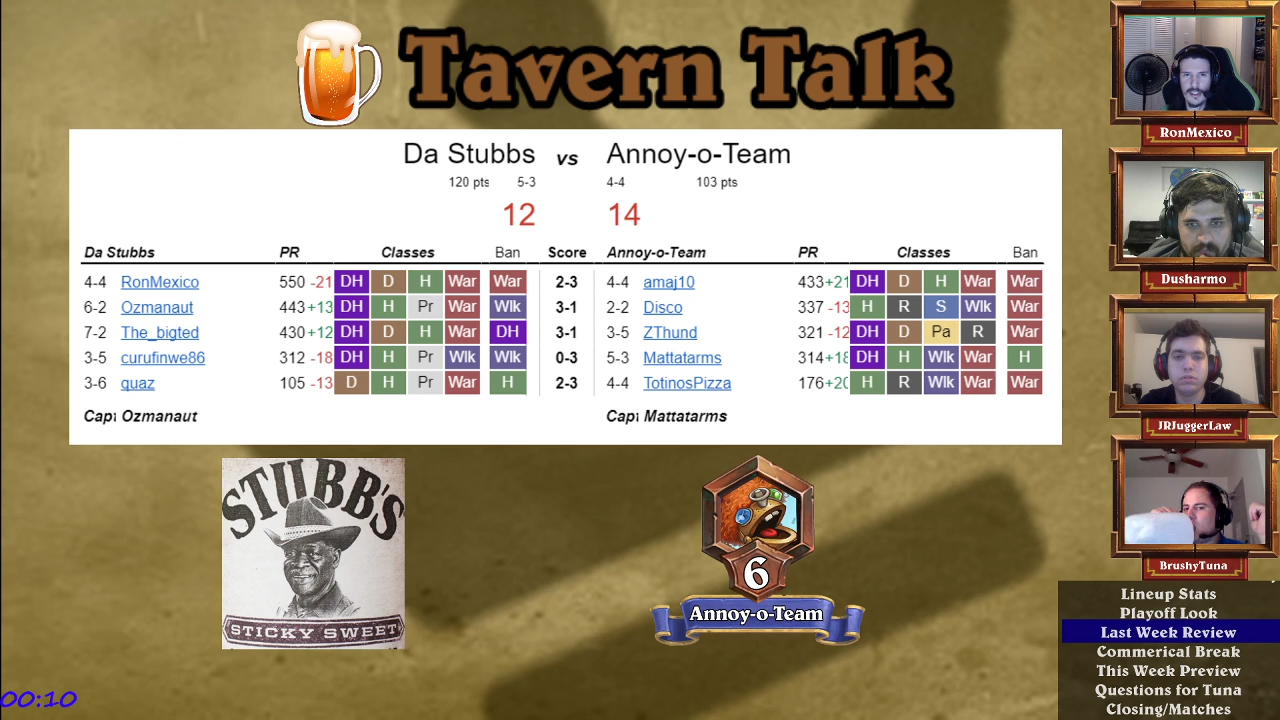 Tavern Talk
Da Stubbs vs Annoy-o-Team
120 pts 5-3 4-4 103 pts
12 14
Da Stubbs PR Classes Ban Score Annoy-o-Team PR Classes Ban
4-4 RonMexico 550 -21 DH D H War War 2-3 4-4 amaj10 433 +21 DH D H War War
6-2 Ozmanaut 443 +13 DH H Pr War Wlk 3-1 2-2 Disco 337 -13 H R S Wlk War
7-2 The_bigted 430 +12 DH D H War DH 3-1 3-5 ZThund 321 -12 DH D Pa R War
3-5 curufinwe86 312 -18 DH H Pr Wlk Wlk 0-3 5-3 Mattatarms 314 +18 DH H Wlk War H
3-6 quaz 105 -13 D H Pr War H 2-3 4-4 TotinosPizza 176 +20 H R Wlk War War
Capt Ozmanaut Capt Mattatarms
STUBB'S
STICKY SWEET
6
Annoy-o-Team
00:10
RonMexico
Dusharmo
JRJuggerLaw
BrushyTuna
Lineup Stats
Playoff Look
Last Week Review
Commerical Break
This Week Preview
Questions for Tuna
Closing/Matches